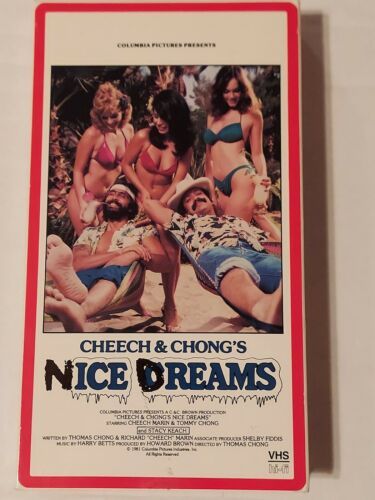 COLUMBIA PICTURES PRESENTS
CHEECH & CHONG'S
NICE DREAMS
COLUMBIA PICTURES PRESENTS A C & C BROWN PRODUCTION
"CHEECH & CHONG'S NICE DREAMS"
STARRING CHEECH MARIN & TOMMY CHONG
and STACY KEACH
WRITTEN BY THOMAS CHONG & RICHARD "CHEECH" MARIN ASSOCIATE PRODUCER SHELBY FIDDIS
MUSIC BY HARRY BETTS PRODUCED BY HOWARD BROWN DIRECTED BY THOMAS CHONG
© 1981 Columbia Pictures Industries, Inc.
All Rights Reserved
VHS